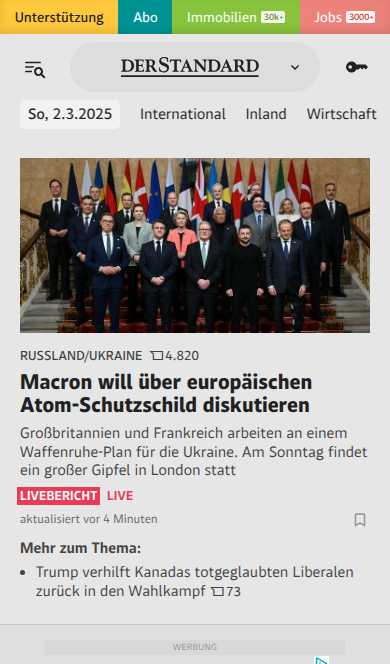 Unterstützung Abo Immobilien 30k+ Jobs 3000+
DERSTANDARD
So, 2.3.2025 International Inland Wirtschaft
RUSSLAND/UKRAINE 4.820
Macron will über europäischen
Atom-Schutzschild diskutieren
Großbritannien und Frankreich arbeiten an einem
Waffenruhe-Plan für die Ukraine. Am Sonntag findet
ein großer Gipfel in London statt
LIVEBERICHT LIVE
aktualisiert vor 4 Minuten
Mehr zum Thema:
• Trump verhilft Kanadas totgeglaubten Liberalen
zurück in den Wahlkampf 73
WERBUNG